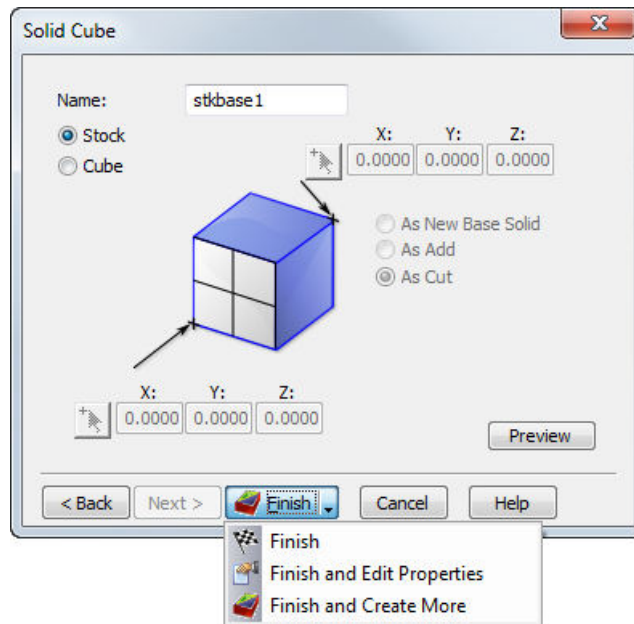 Solid Cube
Name: stkbase1
Stock
Cube
X: Y: Z:
0.0000 0.0000 0.0000
As New Base Solid
As Add
As Cut
X: Y: Z:
0.0000 0.0000 0.0000
Preview
< Back Next > Finish Cancel Help
Finish
Finish and Edit Properties
Finish and Create More